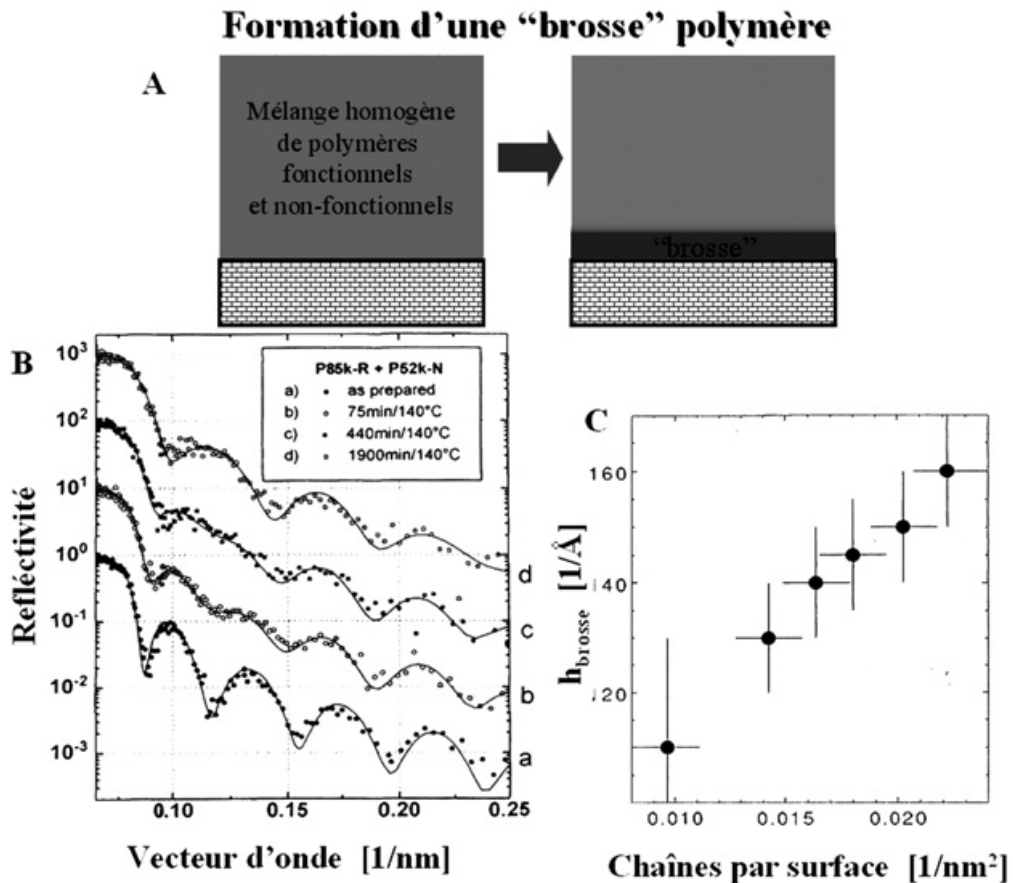 Formation d’une “brosse” polymère
A
Mélange homogène
de polymères
fonctionnels
et non-fonctionnels
“brosse”
B
Refléctivité
10³
10²
10¹
10⁰
10⁻¹
10⁻²
10⁻³
P85k-R + P52k-N
a) • as prepared
b) ◦ 75min/140°C
c) • 440min/140°C
d) ◦ 1900min/140°C
d
c
b
a
0.10 0.15 0.20 0.25
Vecteur d’onde [1/nm]
C
h brosse [1/Å]
160
140
120
0.010 0.015 0.020
Chaînes par surface [1/nm²]